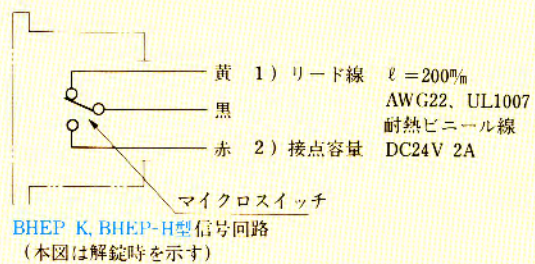 黄 1）リード線 ℓ＝200㎜
黒 AWG22、UL1007
耐熱ビニール線
赤 2）接点容量 DC24V 2A
マイクロスイッチ
BHEP K, BHEP-H型信号回路
（本図は解錠時を示す）